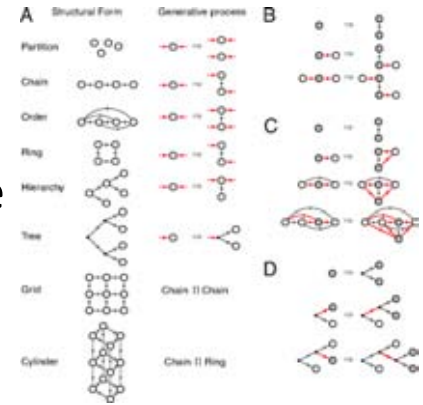 A Structural Form Generative process
Partition
Chain
Order
Ring
Hierarchy
Tree
Grid Chain Π Chain
Cylinder Chain Π Ring
B
C
D
e